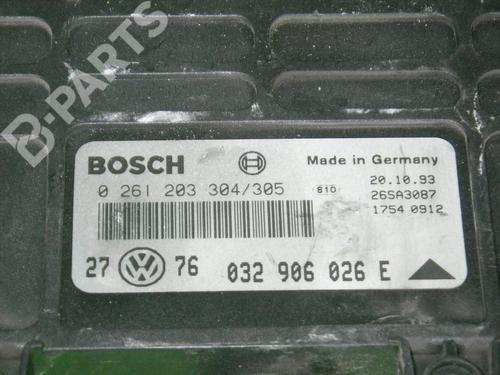 B-PARTS
BOSCH
Made in Germany
0 261 203 304/305
810
20.10.93
26SA3087
1754 0912
27 VW 76 032 906 026 E